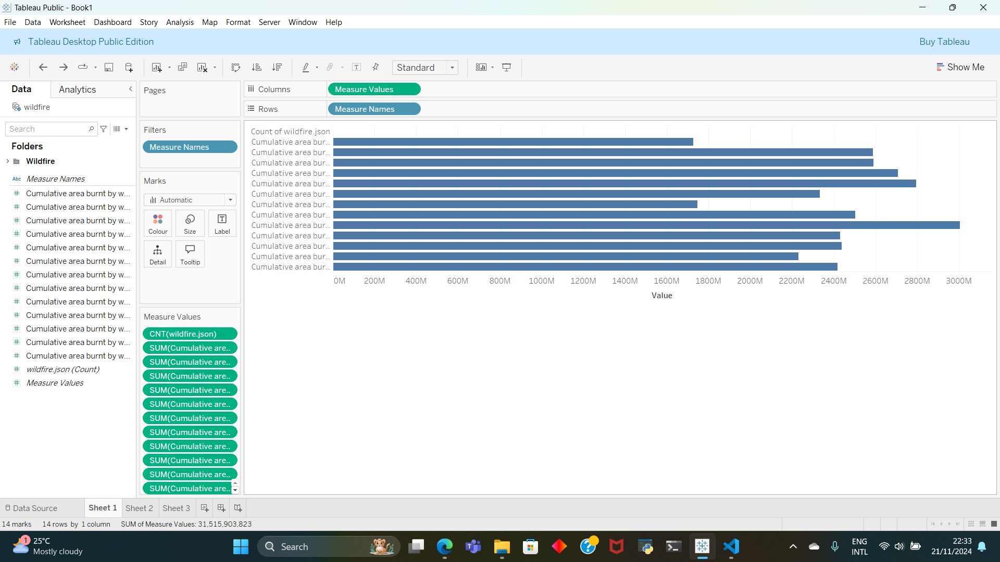 Tableau Public - Book1
File Data Worksheet Dashboard Story Analysis Map Format Server Window Help
Tableau Desktop Public Edition Buy Tableau
Standard Show Me
Data Analytics
wildfire
Search
Folders
Wildfire
Abc Measure Names
Cumulative area burnt by w...
Cumulative area burnt by w...
Cumulative area burnt by w...
Cumulative area burnt by w...
Cumulative area burnt by w...
Cumulative area burnt by w...
Cumulative area burnt by w...
Cumulative area burnt by w...
Cumulative area burnt by w...
Cumulative area burnt by w...
Cumulative area burnt by w...
Cumulative area burnt by w...
Cumulative area burnt by w...
wildfire.json (Count)
Measure Values
Pages
Filters
Measure Names
Marks
Automatic
Colour Size Label
Detail Tooltip
Measure Values
CNT(wildfire.json)
SUM(Cumulative are..
SUM(Cumulative are..
SUM(Cumulative are..
SUM(Cumulative are..
SUM(Cumulative are..
SUM(Cumulative are..
SUM(Cumulative are..
SUM(Cumulative are..
SUM(Cumulative are..
SUM(Cumulative are..
SUM(Cumulative are..
Columns Measure Values
Rows Measure Names
Count of wildfire.json
Cumulative area bur..
Cumulative area bur..
Cumulative area bur..
Cumulative area bur..
Cumulative area bur..
Cumulative area bur..
Cumulative area bur..
Cumulative area bur..
Cumulative area bur..
Cumulative area bur..
Cumulative area bur..
Cumulative area bur..
Cumulative area bur..
0M 200M 400M 600M 800M 1000M 1200M 1400M 1600M 1800M 2000M 2200M 2400M 2600M 2800M 3000M
Value
Data Source Sheet 1 Sheet 2 Sheet 3
14 marks 14 rows by 1 column SUM of Measure Values: 31,515,903,823
1 25°C
Mostly cloudy
Search
ENG
INTL
22:33
21/11/2024